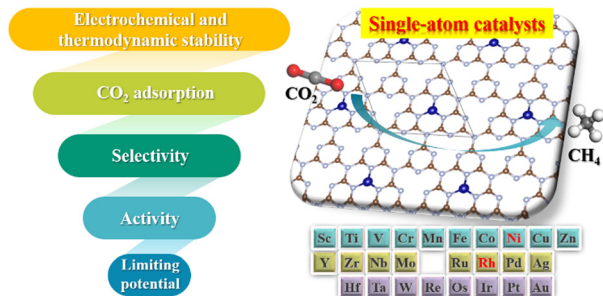 Electrochemical and
thermodynamic stability
CO₂ adsorption
Selectivity
Activity
Limiting
potential
Single-atom catalysts
CO₂
CH₄
Sc Ti V Cr Mn Fe Co Ni Cu Zn
Y Zr Nb Mo Ru Rh Pd Ag
Hf Ta W Re Os Ir Pt Au